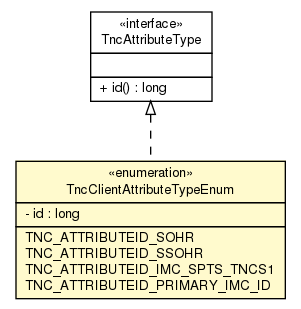 «interface»
TncAttributeType
+ id() : long
«enumeration»
TncClientAttributeTypeEnum
- id : long
TNC_ATTRIBUTEID_SOHR
TNC_ATTRIBUTEID_SSOHR
TNC_ATTRIBUTEID_IMC_SPTS_TNCS1
TNC_ATTRIBUTEID_PRIMARY_IMC_ID